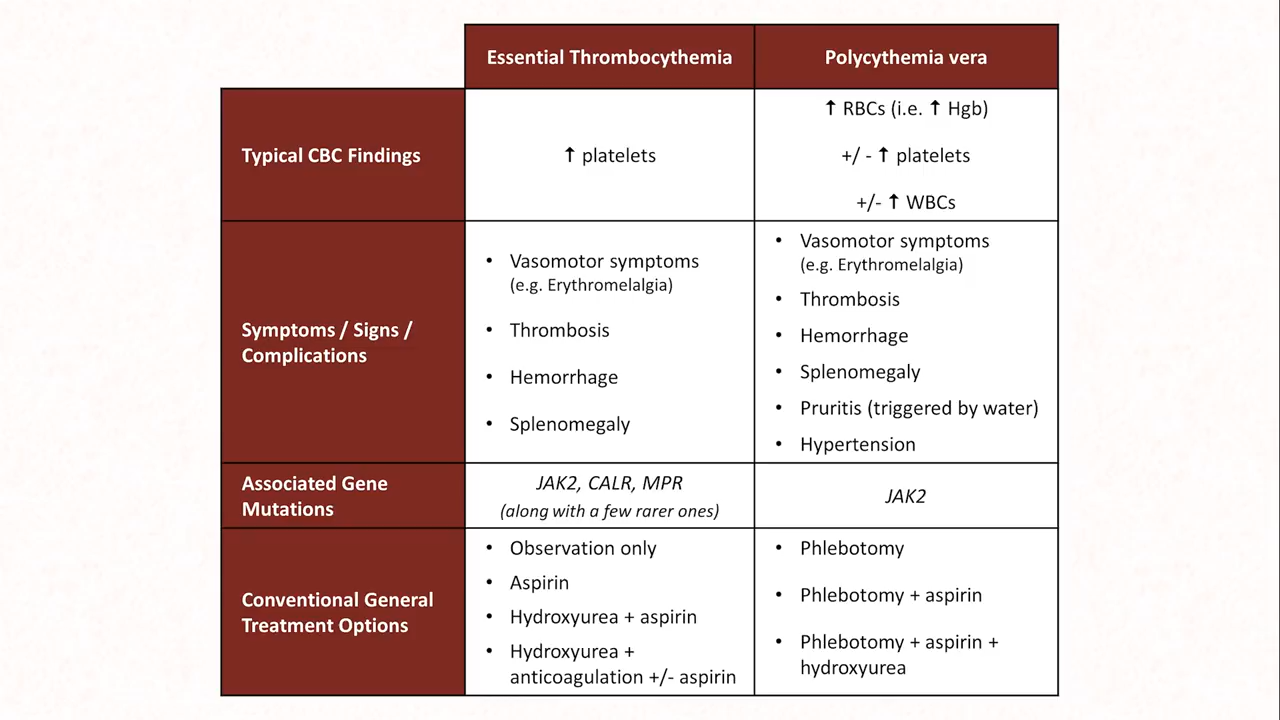 Essential Thrombocythemia
Polycythemia vera
Typical CBC Findings
↑ platelets
↑ RBCs (i.e. ↑ Hgb)
+/ - ↑ platelets
+/- ↑ WBCs
Symptoms / Signs /
Complications
• Vasomotor symptoms
(e.g. Erythromelalgia)
• Thrombosis
• Hemorrhage
• Splenomegaly
• Vasomotor symptoms
(e.g. Erythromelalgia)
• Thrombosis
• Hemorrhage
• Splenomegaly
• Pruritis (triggered by water)
• Hypertension
Associated Gene
Mutations
JAK2, CALR, MPR
(along with a few rarer ones)
JAK2
Conventional General
Treatment Options
• Observation only
• Aspirin
• Hydroxyurea + aspirin
• Hydroxyurea +
anticoagulation +/- aspirin
• Phlebotomy
• Phlebotomy + aspirin
• Phlebotomy + aspirin +
hydroxyurea